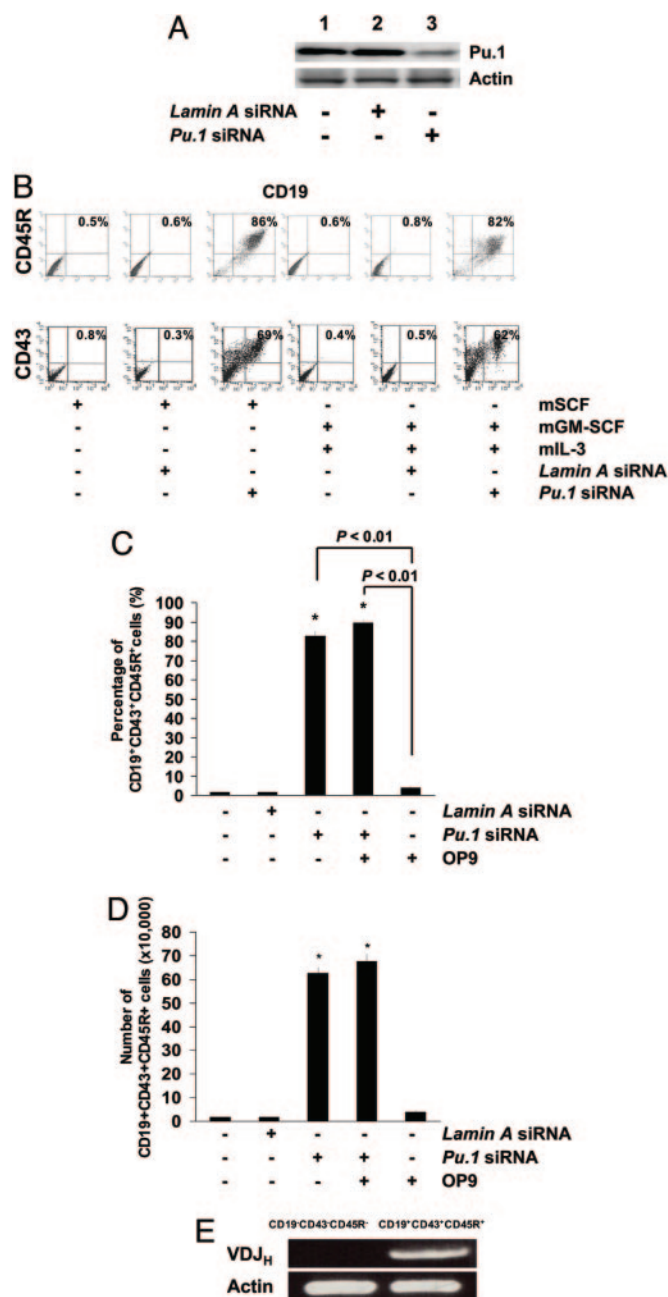 A
1 2 3
Pu.1
Actin
Lamin A siRNA - + -
Pu.1 siRNA - - +
B
CD19
CD45R
0.5% 0.6% 86% 0.6% 0.8% 82%
CD43
0.8% 0.3% 69% 0.4% 0.5% 62%
+ + + - - - mSCF
- - - + + + mGM-SCF
- - - + + + mIL-3
- + - - + - Lamin A siRNA
- - + - - + Pu.1 siRNA
C
P < 0.01
P < 0.01
* *
Percentage of
CD19+CD43+CD45R+cells (%)
100
90
80
70
60
50
40
30
20
10
0
- + - - - Lamin A siRNA
- - + + - Pu.1 siRNA
- - - + + OP9
D
* *
Number of
CD19+CD43+CD45R+ cells (x10,000)
80
70
60
50
40
30
20
10
0
- + - - - Lamin A siRNA
- - + + - Pu.1 siRNA
- - - + + OP9
E
CD19-CD43-CD45R- CD19+CD43+CD45R+
VDJH
Actin